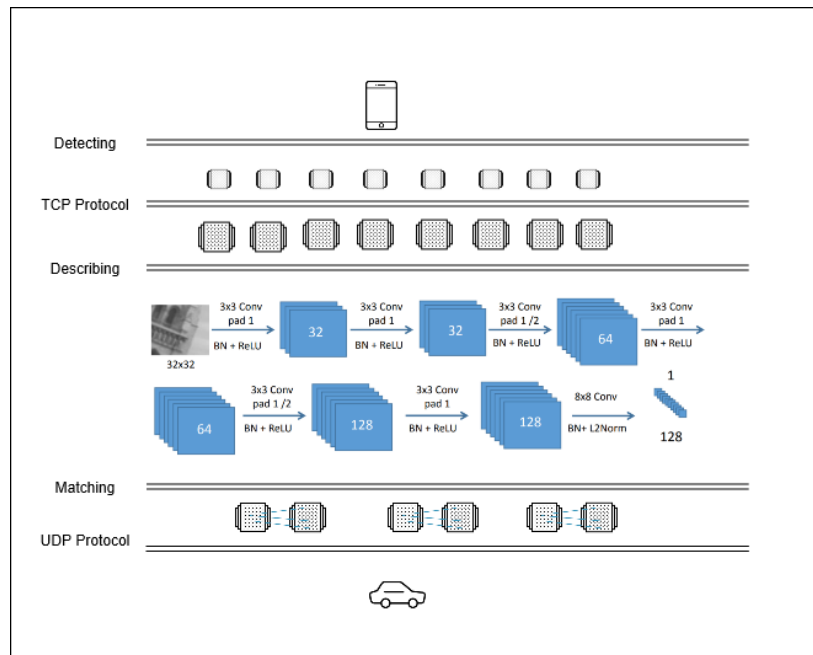 Detecting
TCP Protocol
Describing
3x3 Conv
pad 1
BN + ReLU
32x32
32
3x3 Conv
pad 1
BN + ReLU
32
3x3 Conv
pad 1 /2
BN + ReLU
64
3x3 Conv
pad 1
BN + ReLU
64
3x3 Conv
pad 1 /2
BN + ReLU
128
3x3 Conv
pad 1
BN + ReLU
128
8x8 Conv
BN+ L2Norm
1
128
Matching
UDP Protocol